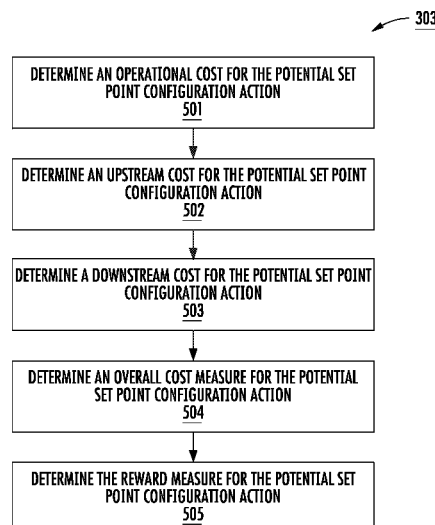 303
DETERMINE AN OPERATIONAL COST FOR THE POTENTIAL SET
POINT CONFIGURATION ACTION
501
DETERMINE AN UPSTREAM COST FOR THE POTENTIAL SET POINT
CONFIGURATION ACTION
502
DETERMINE A DOWNSTREAM COST FOR THE POTENTIAL SET POINT
CONFIGURATION ACTION
503
DETERMINE AN OVERALL COST MEASURE FOR THE POTENTIAL
SET POINT CONFIGURATION ACTION
504
DETERMINE THE REWARD MEASURE FOR THE POTENTIAL SET
POINT CONFIGURATION ACTION
505